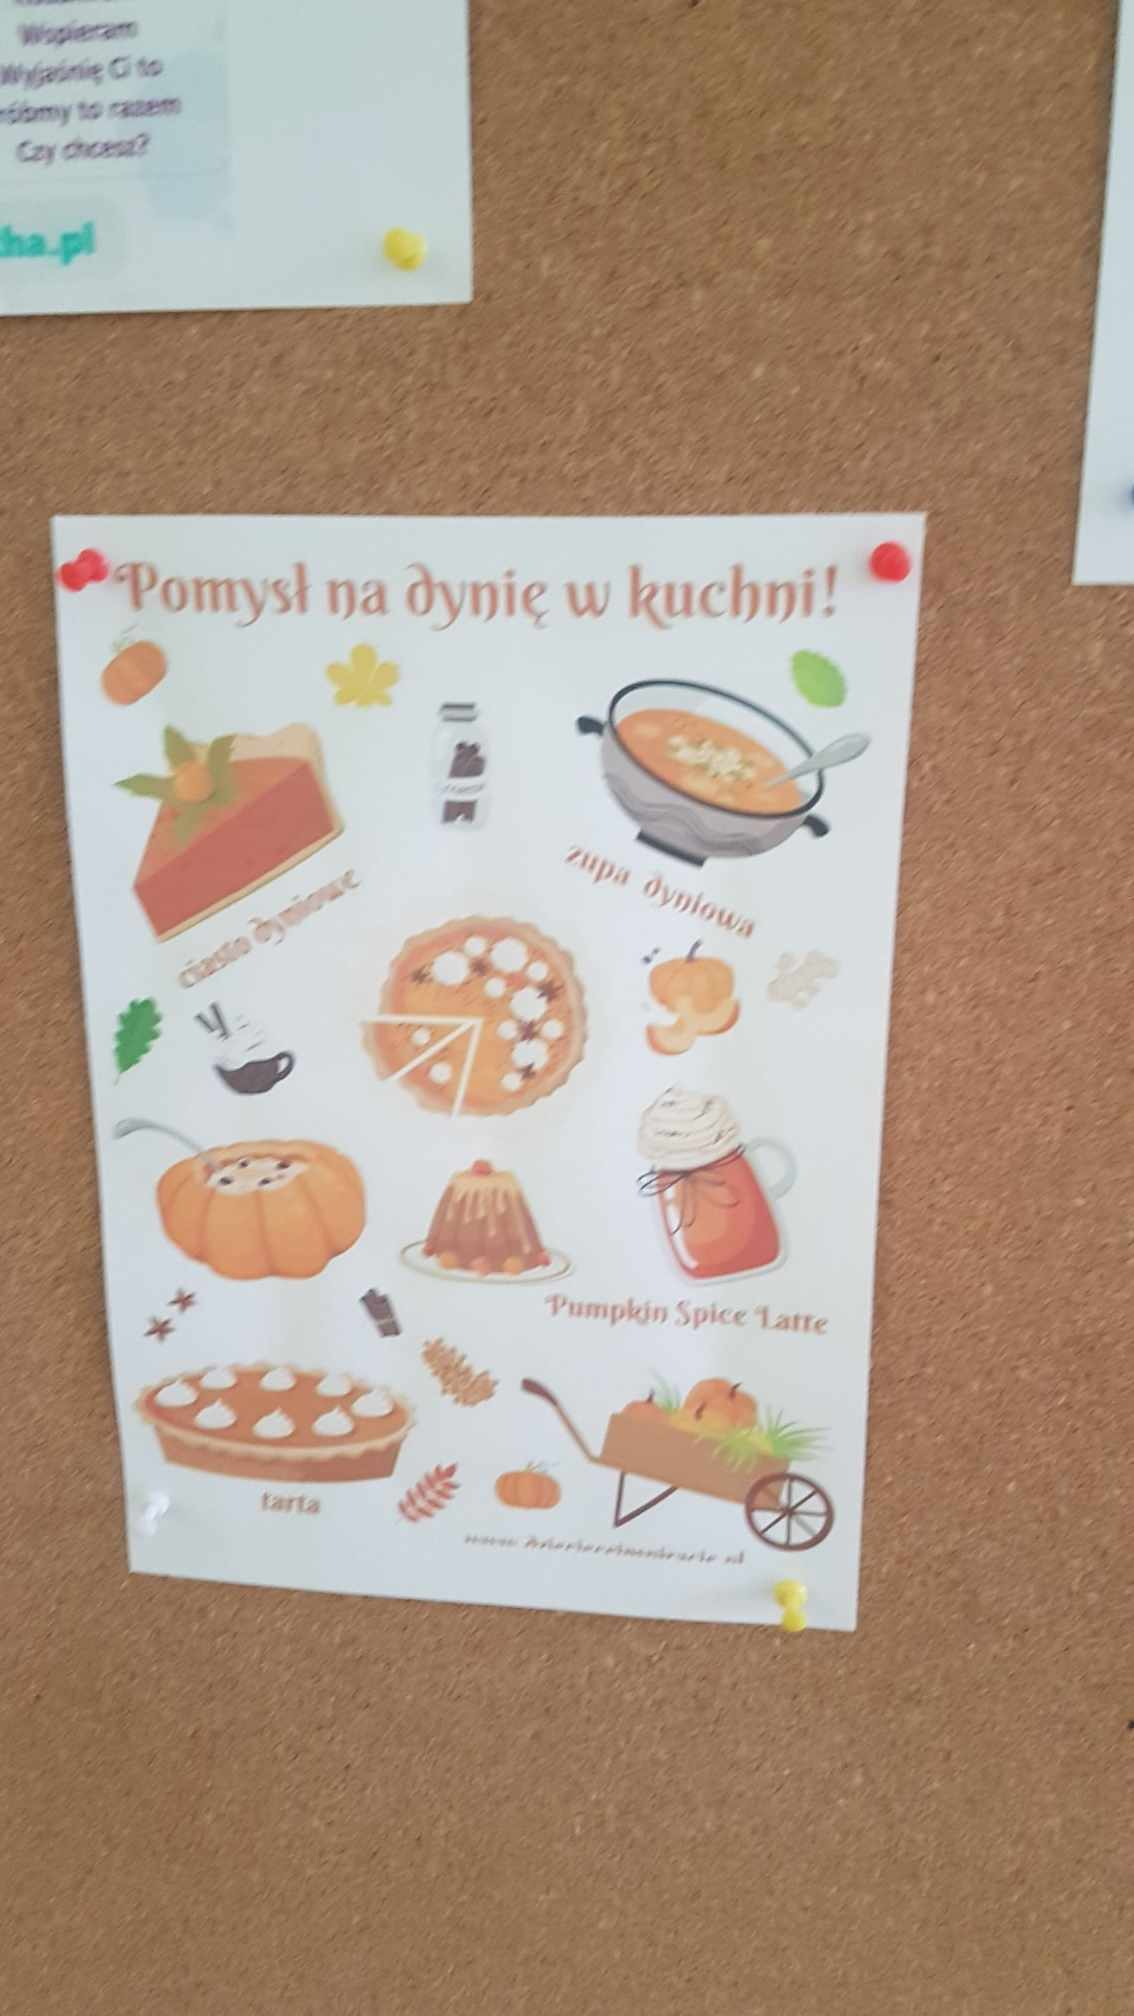 Wspieram
Wyjaśnię Ci to
to razem
Czy chcesz?
Pomysł na dynię w kuchni!
ciasto dyniowe
zupa dyniowa
Pumpkin Spice Latte
tarta